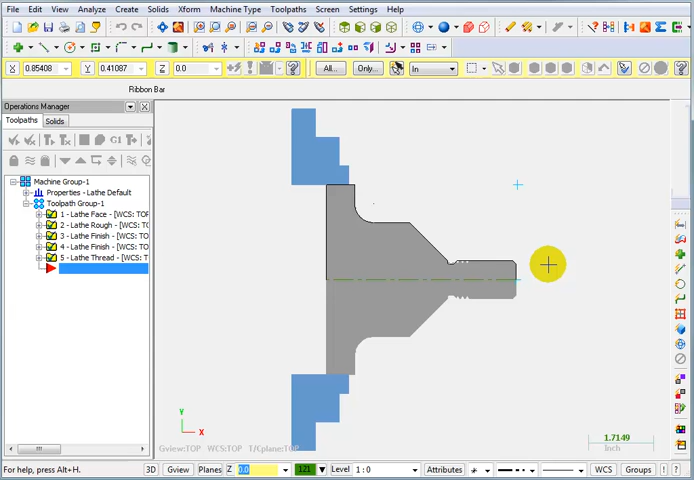 File Edit View Analyze Create Solids Xform Machine Type Toolpaths Screen Settings Help
X 0.85408 Y 0.41087 Z 0.0 All... Only... In
Ribbon Bar
Operations Manager
Toolpaths Solids
G1
Machine Group-1
Properties - Lathe Default
Toolpath Group-1
1 - Lathe Face - [WCS: TOP
2 - Lathe Rough - [WCS: TO
3 - Lathe Finish - [WCS: TO
4 - Lathe Finish - [WCS: TO
5 - Lathe Thread - [WCS: T
Y
X
Gview:TOP WCS:TOP T/Cplane:TOP
1.7149
Inch
For help, press Alt+H. 3D Gview Planes Z 0.0 121 Level 1 : 0 Attributes WCS Groups ! ?